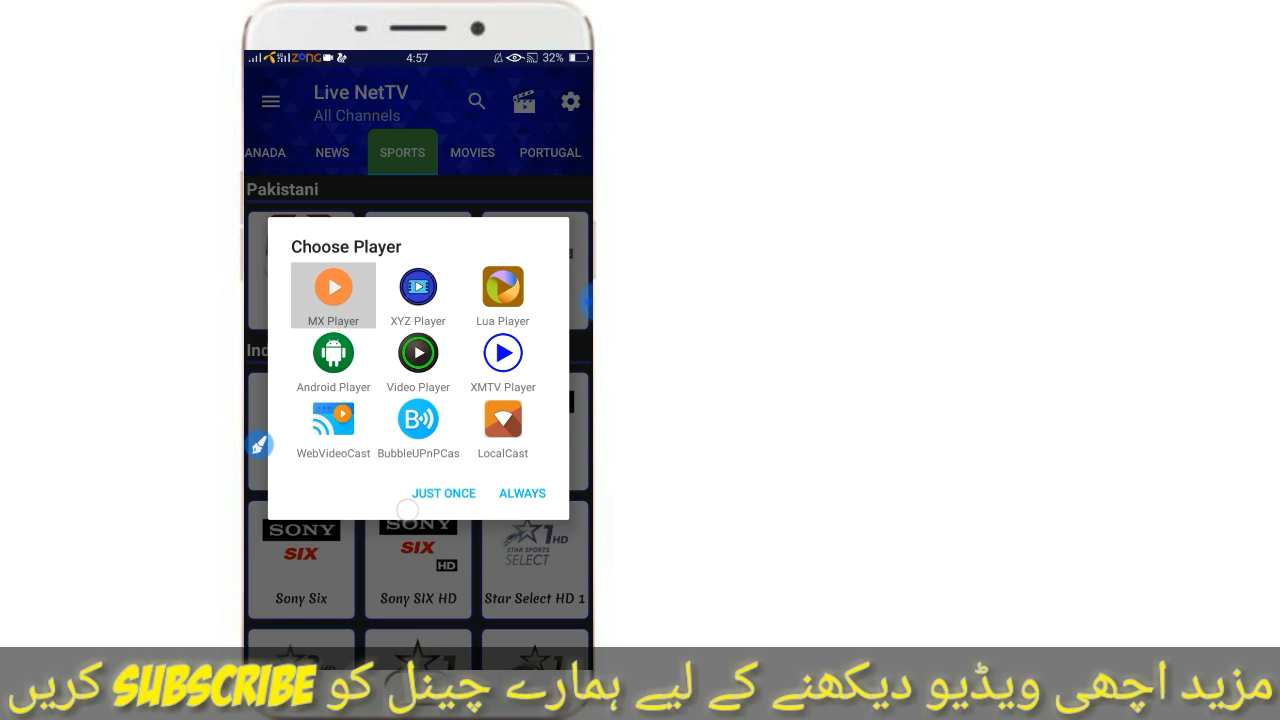 ZONG 4:57 32%
Live NetTV
All Channels
ANADA NEWS SPORTS MOVIES PORTUGAL
Pakistani
Choose Player
MX Player XYZ Player Lua Player
Ind
Android Player Video Player XMTV Player
WebVideoCast BubbleUPnPCas LocalCast
JUST ONCE ALWAYS
SONY SIX
SONY SIX HD
1HD STAR SPORTS SELECT
Sony Six Sony SIX HD Star Select HD 1
مزید اچھی ویڈیو دیکھنے کے لیے ہمارے چینل کو SUBSCRIBE کریں